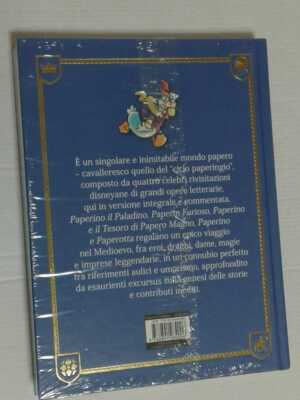 È un singolare e inimitabile mondo papero
– cavalleresco quello del "ciclo paperingio",
composto da quattro celebri rivisitazioni
disneyane di grandi opere letterarie,
qui in versione integrale e commentata.
Paperino il Paladino, Paperin Furioso, Paperino
e il Tesoro di Papero Magno, Paperino
e Paperotta regalano un epico viaggio
nel Medioevo, fra eroi, draghi, dame, magie
e imprese leggendarie, in un connubio perfetto
tra riferimenti aulici e umorismo, approfondito
da esaurienti excursus sulla genesi delle storie
e contributi inediti.